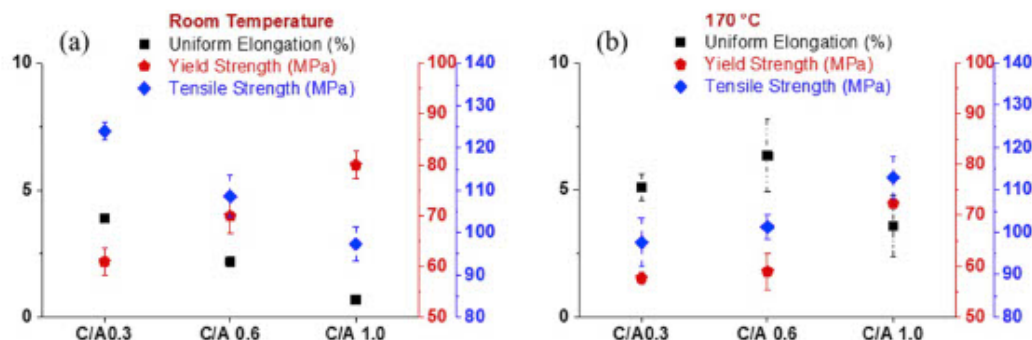 (a)
Room Temperature
Uniform Elongation (%)
Yield Strength (MPa)
Tensile Strength (MPa)
10
5
0
C/A0.3
C/A 0.6
C/A 1.0
100
90
80
70
60
50
140
130
120
110
100
90
80
(b)
170 °C
Uniform Elongation (%)
Yield Strength (MPa)
Tensile Strength (MPa)
10
5
0
C/A0.3
C/A 0.6
C/A 1.0
100
90
80
70
60
50
140
130
120
110
100
90
80